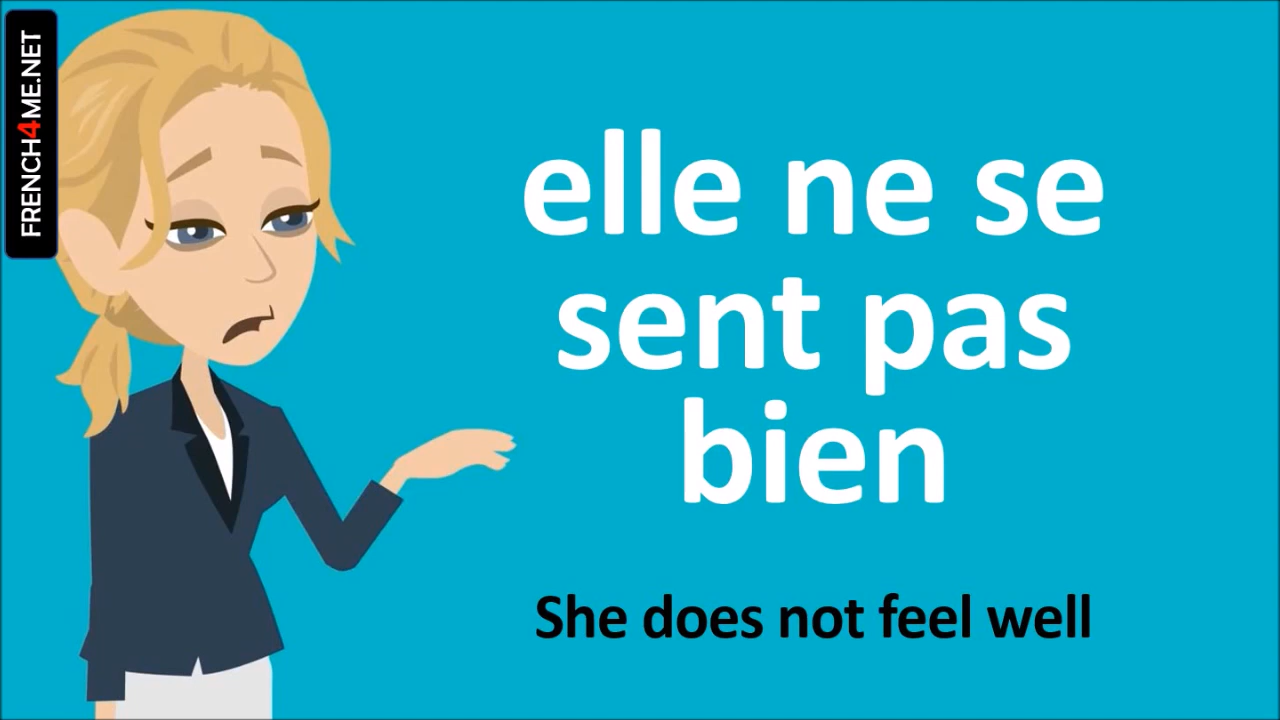 FRENCH4ME.NET
elle ne se
sent pas
bien
She does not feel well